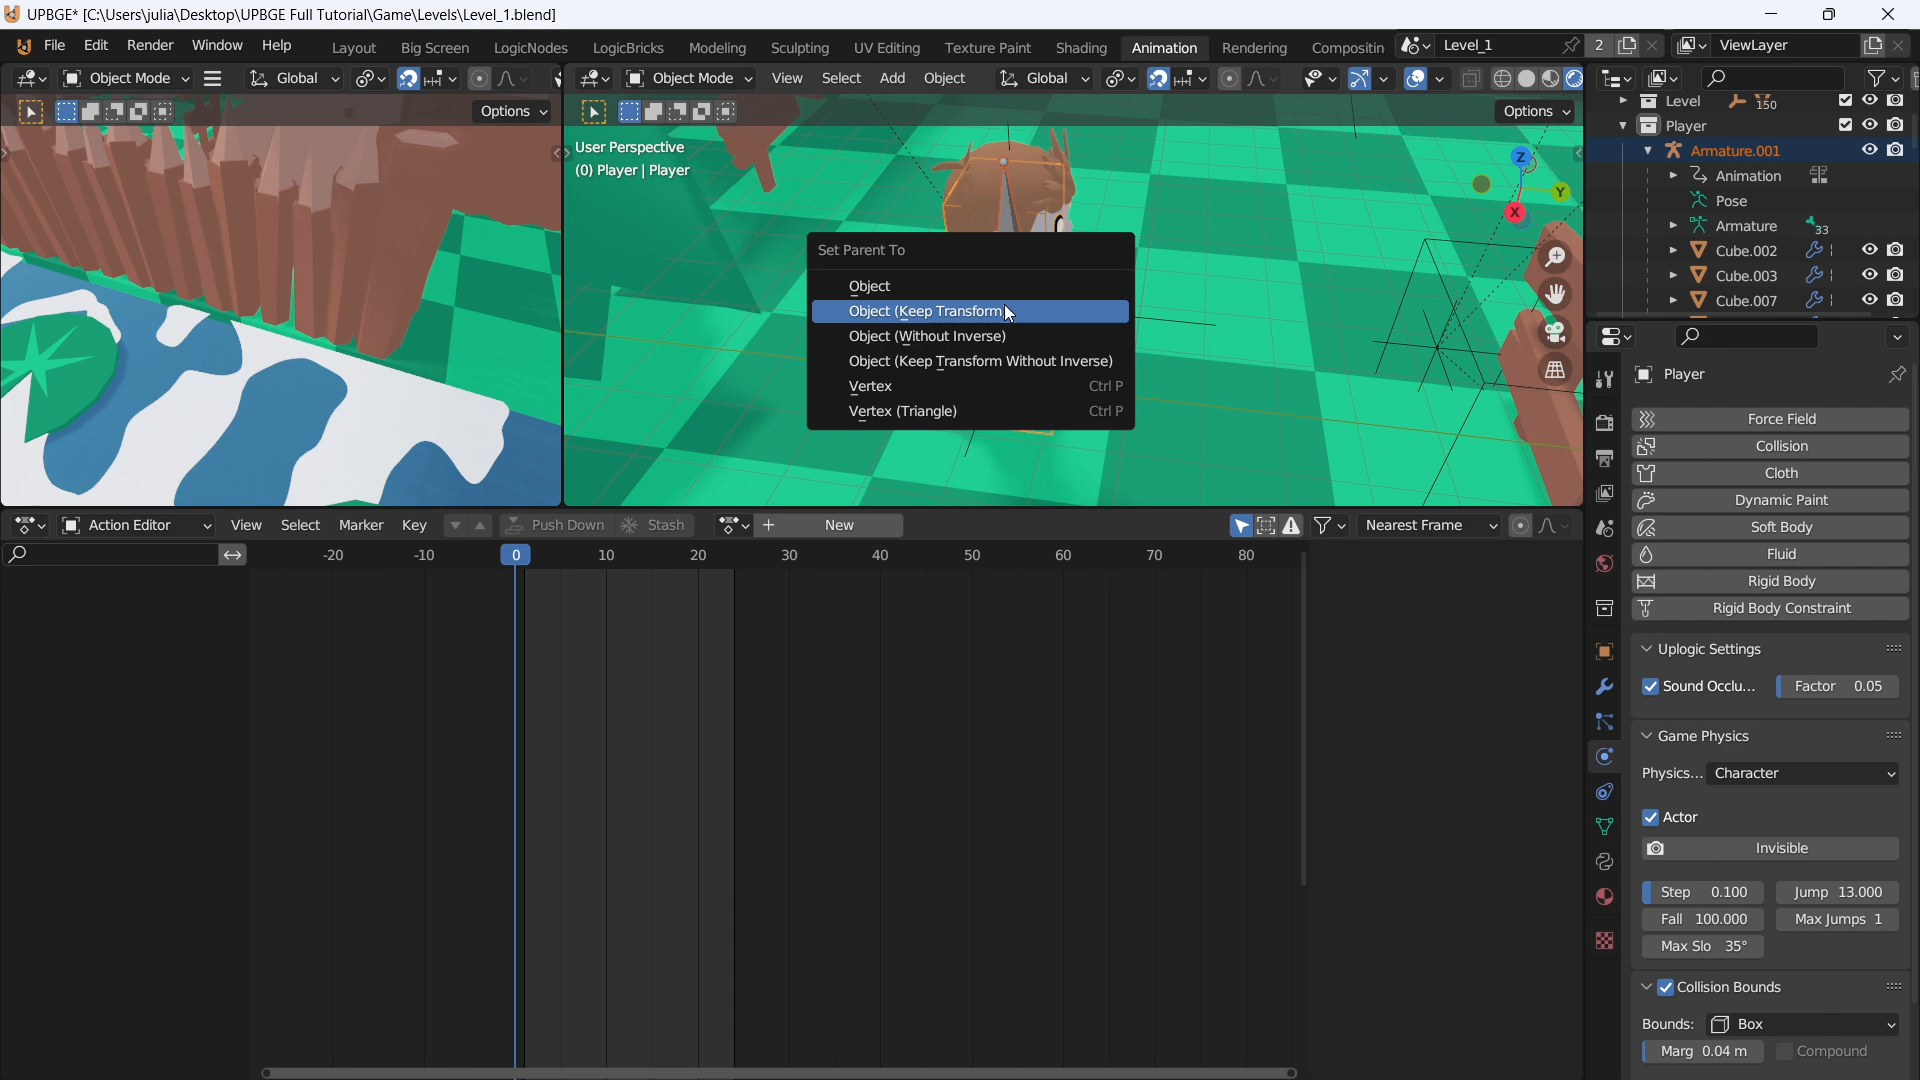 UPBGE* [C:\Users\julia\Desktop\UPBGE Full Tutorial\Game\Levels\Level_1.blend]
File Edit Render Window Help Layout Big Screen LogicNodes LogicBricks Modeling Sculpting UV Editing Texture Paint Shading Animation Rendering Compositin Level_1 2 ViewLayer
Object Mode Global Object Mode View Select Add Object Global
Options Options
User Perspective
(0) Player | Player
Z
Y
X
Set Parent To
Object
Object (Keep Transform)
Object (Without Inverse)
Object (Keep Transform Without Inverse)
Vertex Ctrl P
Vertex (Triangle) Ctrl P
Level 150
Player
Armature.001
Animation
Pose
Armature 33
Cube.002
Cube.003
Cube.007
Action Editor View Select Marker Key Push Down Stash New Nearest Frame
-20 -10 0 10 20 30 40 50 60 70 80
Player
Force Field
Collision
Cloth
Dynamic Paint
Soft Body
Fluid
Rigid Body
Rigid Body Constraint
Uplogic Settings
Sound Occlu... Factor 0.05
Game Physics
Physics... Character
Actor
Invisible
Step 0.100 Jump 13.000
Fall 100.000 Max Jumps 1
Max Slo 35°
Collision Bounds
Bounds: Box
Marg 0.04 m Compound